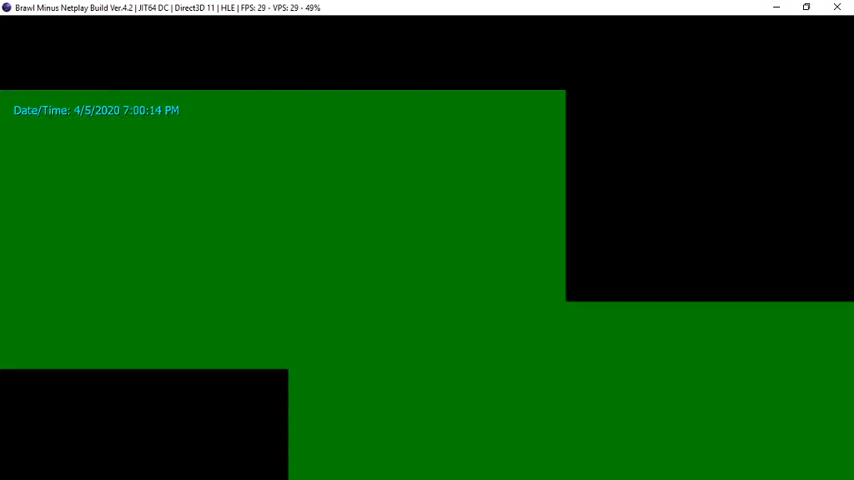 Brawl Minus Netplay Build Ver.4.2 | JIT64 DC | Direct3D 11 | HLE | FPS: 29 - VPS: 29 - 49%
Date/Time: 4/5/2020 7:00:14 PM